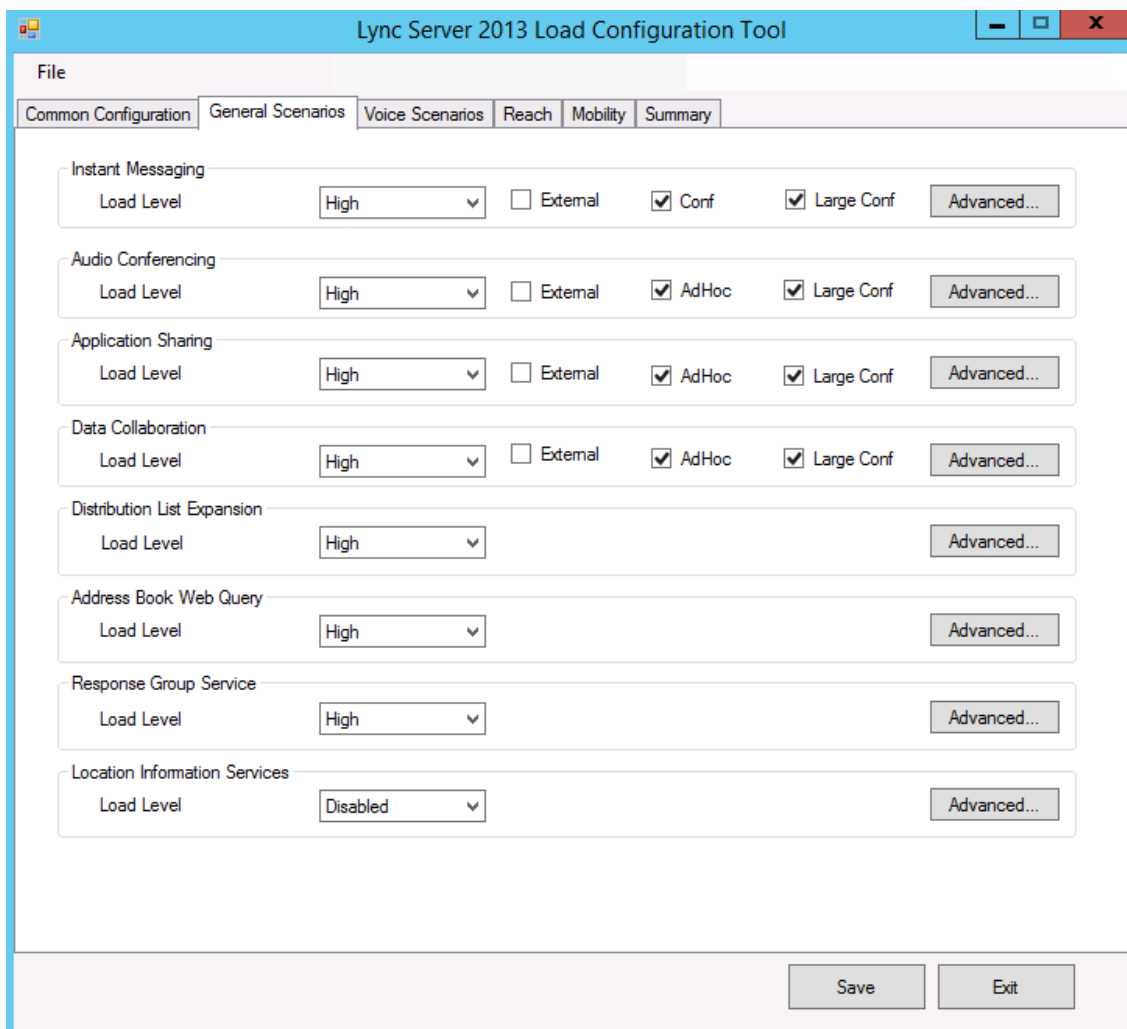 Lync Server 2013 Load Configuration Tool
File
Common Configuration General Scenarios Voice Scenarios Reach Mobility Summary
Instant Messaging
Load Level High External Conf Large Conf Advanced...
Audio Conferencing
Load Level High External AdHoc Large Conf Advanced...
Application Sharing
Load Level High External AdHoc Large Conf Advanced...
Data Collaboration
Load Level High External AdHoc Large Conf Advanced...
Distribution List Expansion
Load Level High Advanced...
Address Book Web Query
Load Level High Advanced...
Response Group Service
Load Level High Advanced...
Location Information Services
Load Level Disabled Advanced...
Save Exit